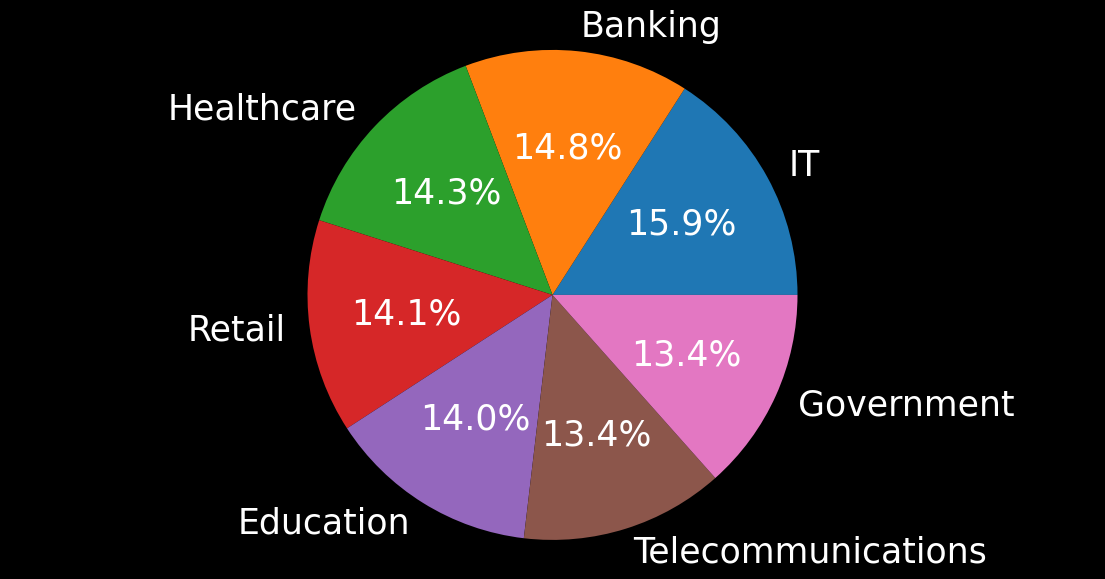 Banking
Healthcare
IT
14.8%
14.3%
15.9%
Retail
14.1%
13.4%
Government
14.0%
13.4%
Education
Telecommunications